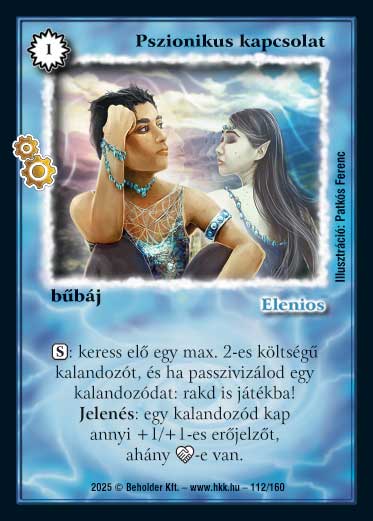 1
Pszionikus kapcsolat
Illusztráció: Patkós Ferenc
bűbáj
Elenios
S: keress elő egy max. 2-es költségű
kalandozót, és ha passzivizálod egy
kalandozódat: rakd is játékba!
Jelenés: egy kalandozód kap
annyi +1/+1-es erőjelzőt,
ahány -e van.
2025 © Beholder Kft. – www.hkk.hu – 112/160